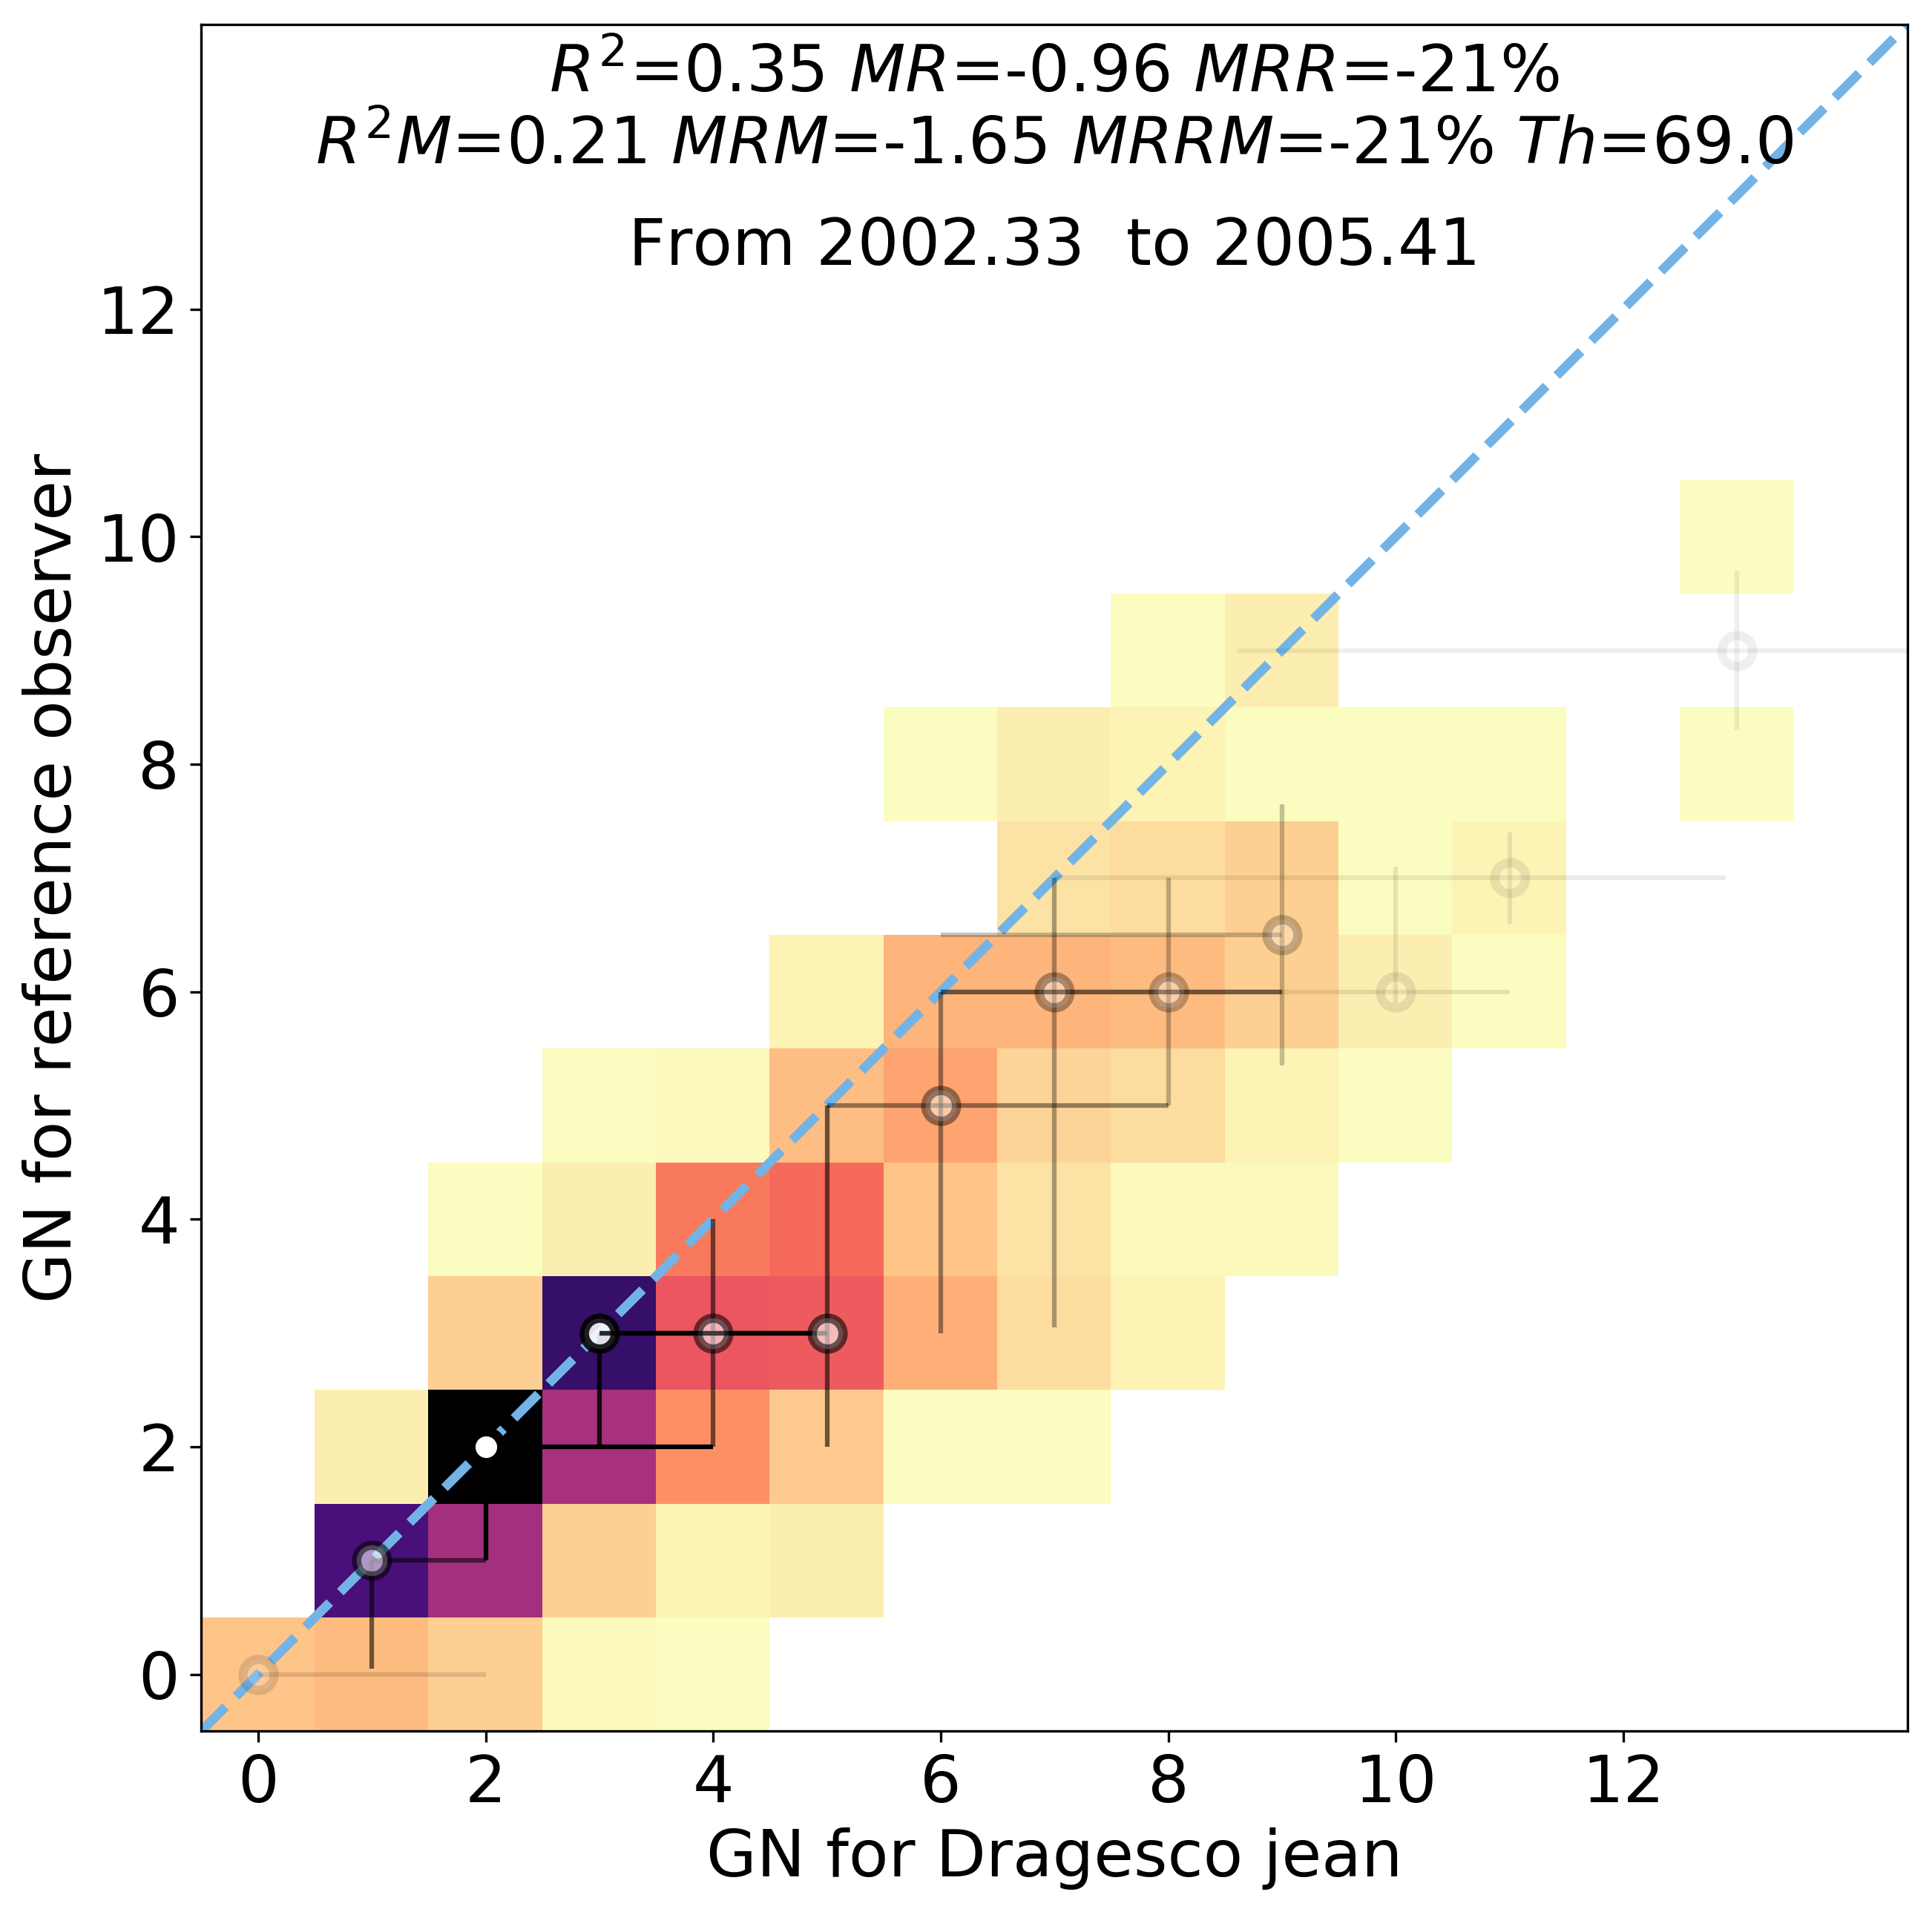 R²=0.35 MR=-0.96 MRR=-21%
R²M=0.21 MRM=-1.65 MRRM=-21% Th=69.0
From 2002.33 to 2005.41
12
10
8
6
4
2
0
GN for reference observer
0 2 4 6 8 10 12
GN for Dragesco jean